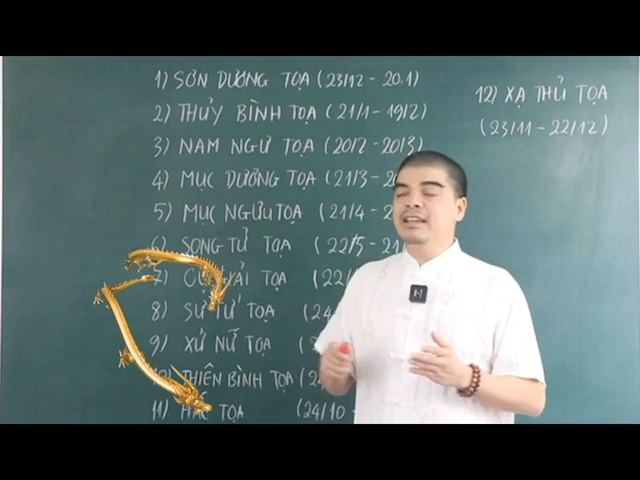 1) SƠN DƯƠNG TỌA (23/12 - 20.1)
2) THỦY BÌNH TỌA (21/1 - 19/2)
3) NAM NGƯ TỌA (20/2 - 20/3)
4) MỤC DƯƠNG TỌA (21/3 -
5) MỤC NGƯU TỌA (21/4 -
6) SONG TỬ TỌA (22/5 -
7) GIẢI TỌA (22/
8) SƯ TỬ TỌA (24
9) XỬ NỮ TỌA
THIÊN BÌNH TỌA
11) TỌA (24/10 -
12) XẠ THỦ TỌA
(23/11 - 22/12)